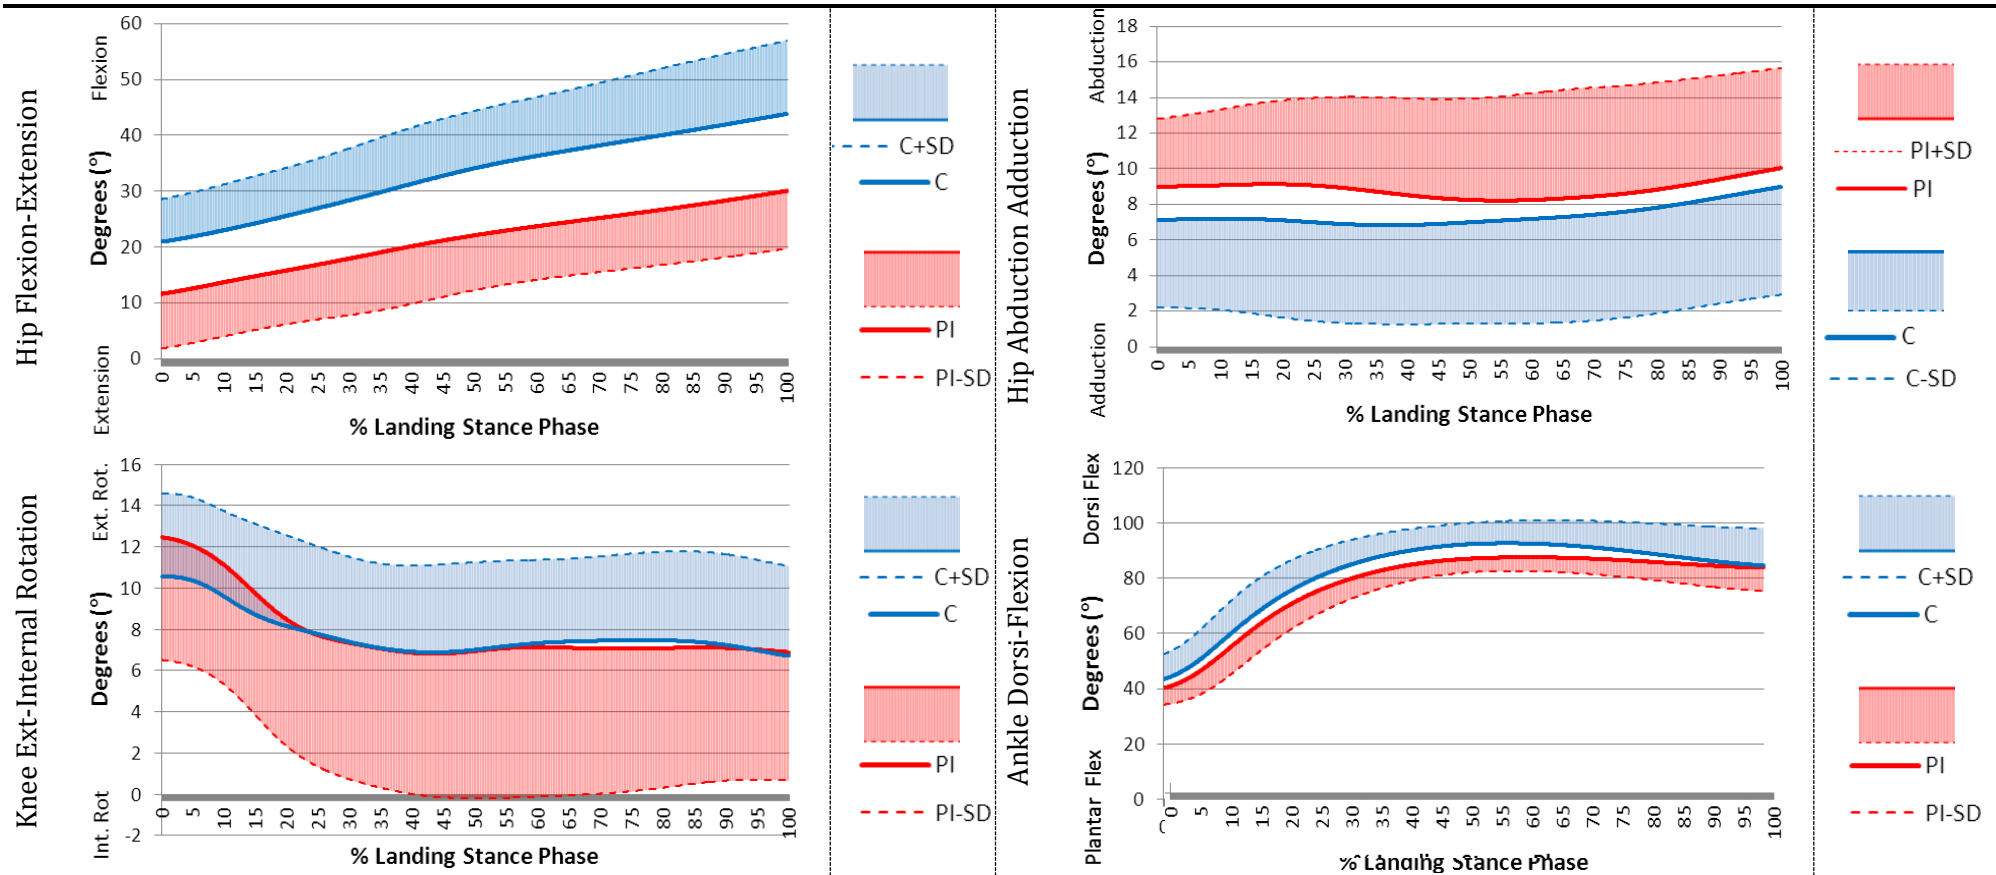 Hip Flexion-Extension
Flexion
Degrees (°)
Extension
60
50
40
30
20
10
0
0 5 10 15 20 25 30 35 40 45 50 55 60 65 70 75 80 85 90 95 100
% Landing Stance Phase
C+SD
C
PI
PI-SD
Hip Abduction Adduction
Abduction
Degrees (°)
Adduction
18
16
14
12
10
8
6
4
2
0
0 5 10 15 20 25 30 35 40 45 50 55 60 65 70 75 80 85 90 95 100
% Landing Stance Phase
PI+SD
PI
C
C-SD
Knee Ext-Internal Rotation
Ext. Rot.
Degrees (°)
Int. Rot
16
14
12
10
8
6
4
2
0
-2
0 5 10 15 20 25 30 35 40 45 50 55 60 65 70 75 80 85 90 95 100
% Landing Stance Phase
C+SD
C
PI
PI-SD
Ankle Dorsi-Flexion
Dorsi Flex
Degrees (°)
Plantar Flex
120
100
80
60
40
20
0
0 5 10 15 20 25 30 35 40 45 50 55 60 65 70 75 80 85 90 95 100
% Landing Stance Phase
C+SD
C
PI
PI-SD